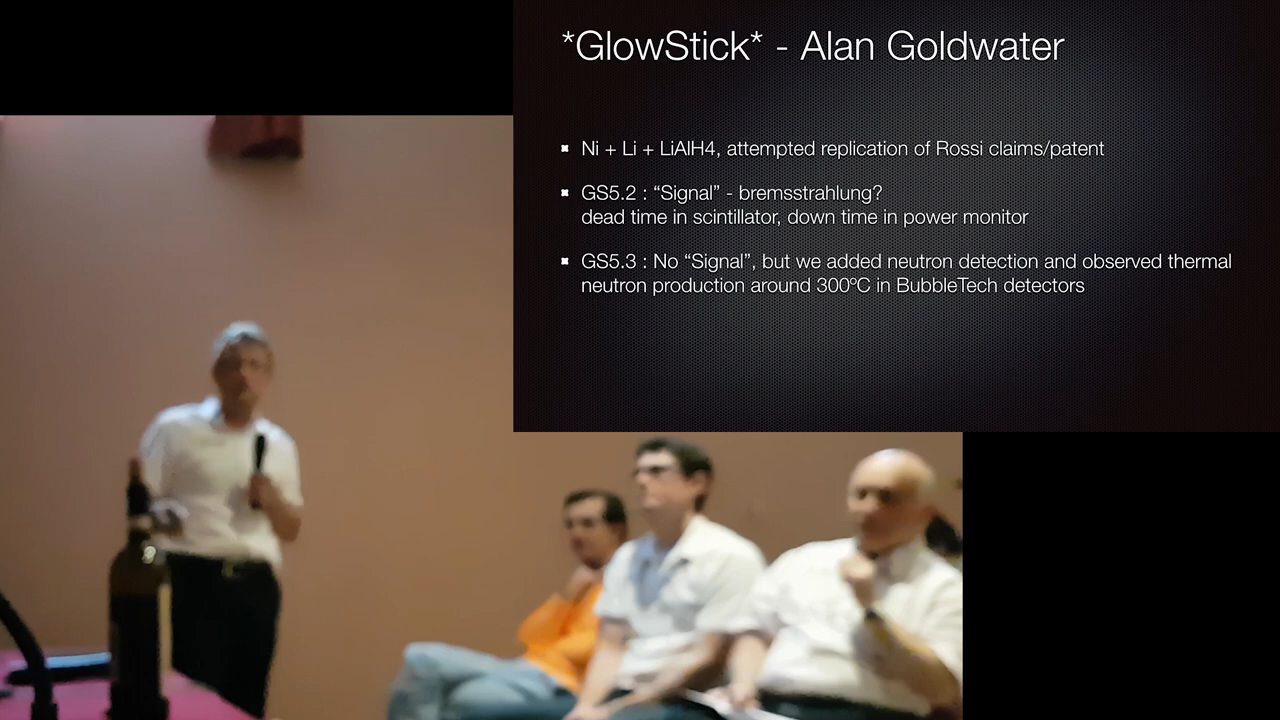 *GlowStick* - Alan Goldwater
Ni + Li + LiAlH4, attempted replication of Rossi claims/patent
GS5.2 : “Signal” - bremsstrahlung?
dead time in scintillator, down time in power monitor
GS5.3 : No “Signal”, but we added neutron detection and observed thermal
neutron production around 300ºC in BubbleTech detectors